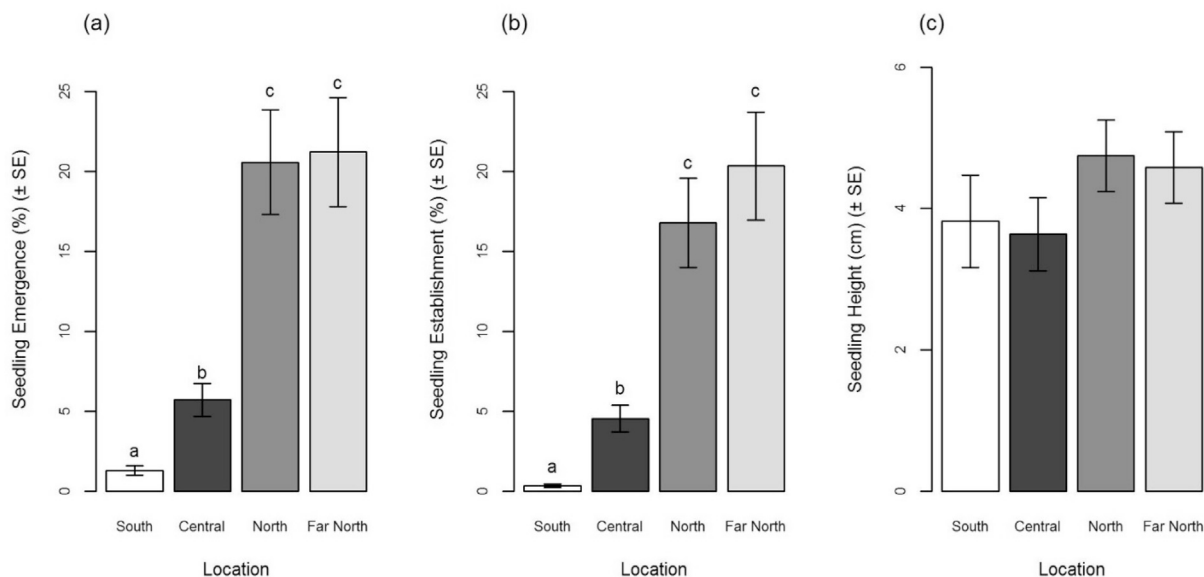 (a)
Seedling Emergence (%) (± SE)
25
20
15
10
5
0
a
b
c
c
South Central North Far North
Location
(b)
Seedling Establishment (%) (± SE)
25
20
15
10
5
0
a
b
c
c
South Central North Far North
Location
(c)
Seedling Height (cm) (± SE)
6
4
2
0
South Central North Far North
Location